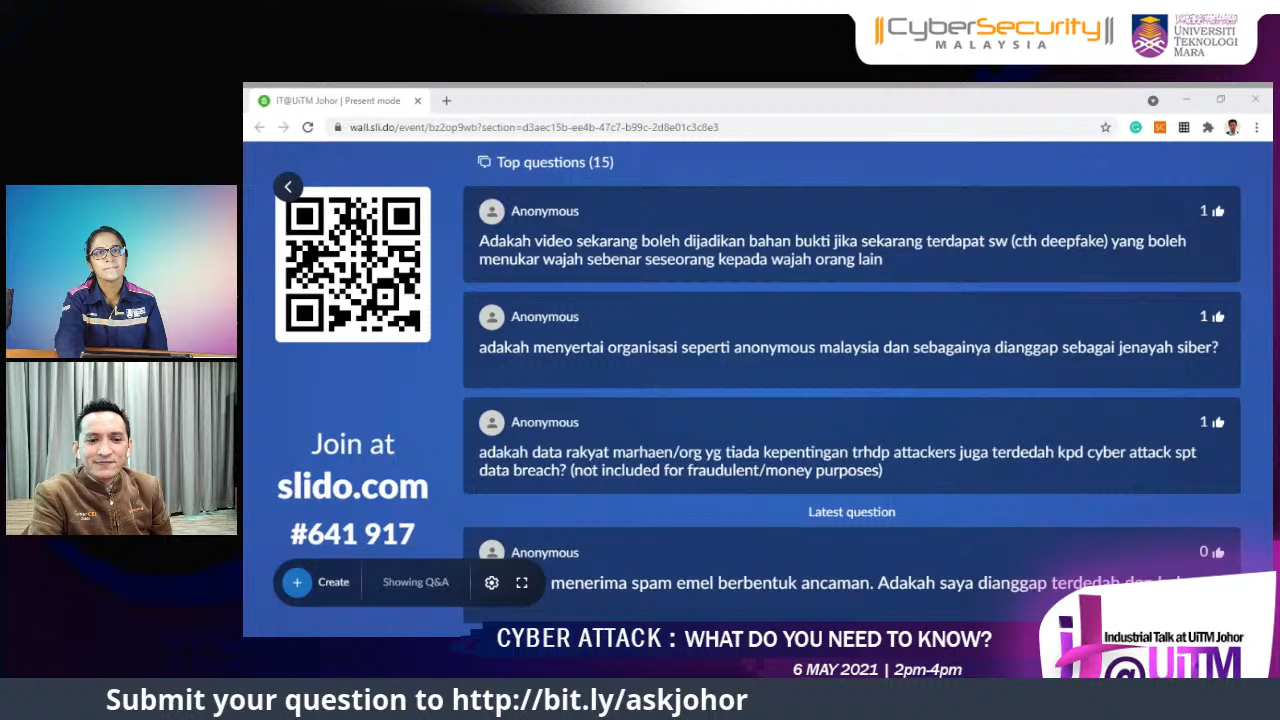 CyberSecurity
MALAYSIA
UNIVERSITI
TEKNOLOGI
MARA
IT@UiTM Johor | Present mode
wall.sli.do/event/bz2op9wb?section=d3aec15b-ee4b-47c7-b99c-2d8e01c3c8e3
Top questions (15)
Anonymous
1
Adakah video sekarang boleh dijadikan bahan bukti jika sekarang terdapat sw (cth deepfake) yang boleh
menukar wajah sebenar seseorang kepada wajah orang lain
Anonymous
1
adakah menyertai organisasi seperti anonymous malaysia dan sebagainya dianggap sebagai jenayah siber?
Anonymous
1
adakah data rakyat marhaen/org yg tiada kepentingan trhdp attackers juga terdedah kpd cyber attack spt
data breach? (not included for fraudulent/money purposes)
Latest question
Anonymous
0
menerima spam emel berbentuk ancaman. Adakah saya dianggap terdedah
Join at
slido.com
#641 917
Create
Showing Q&A
CYBER ATTACK : WHAT DO YOU NEED TO KNOW?
6 MAY 2021 | 2pm-4pm
Industrial Talk at UiTM Johor
it@UiTM
Submit your question to http://bit.ly/askjohor